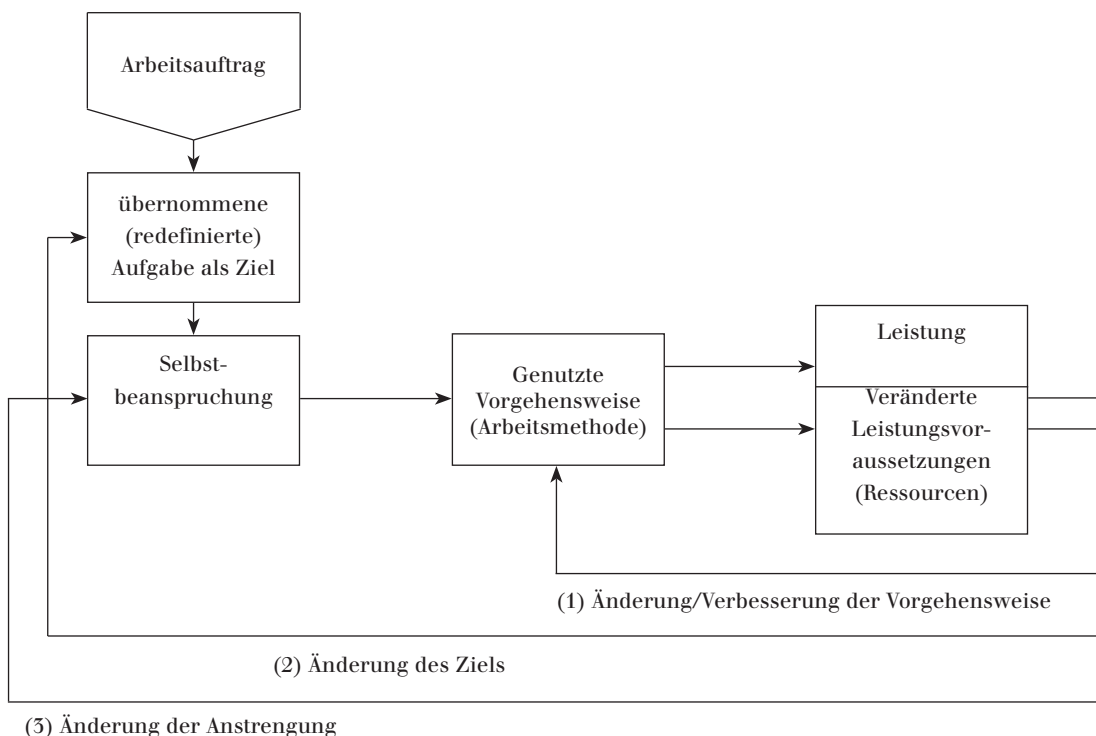 Arbeitsauftrag
übernommene
(redefinierte)
Aufgabe als Ziel
Selbst-
beanspruchung
Genutzte
Vorgehensweise
(Arbeitsmethode)
Leistung
Veränderte
Leistungsvor-
aussetzungen
(Ressourcen)
(1) Änderung/Verbesserung der Vorgehensweise
(2) Änderung des Ziels
(3) Änderung der Anstrengung